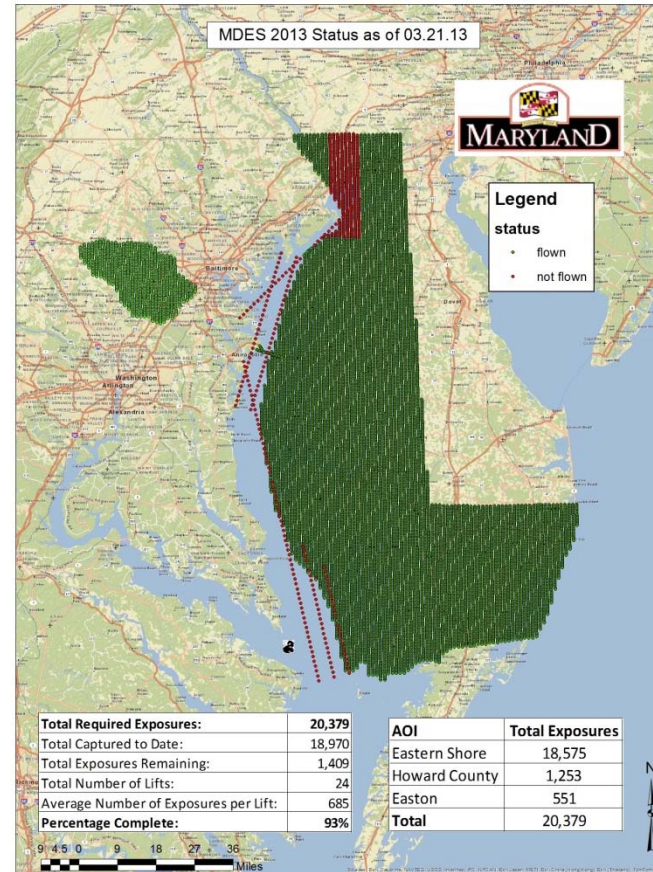 MDES 2013 Status as of 03.21.13
Philadelphia
MARYLAND
Legend
status
flown
not flown
Baltimore
Annapolis
Washington
Arlington
Alexandria
Total Required Exposures: 20,379
Total Captured to Date: 18,970
Total Exposures Remaining: 1,409
Total Number of Lifts: 24
Average Number of Exposures per Lift: 685
Percentage Complete: 93%
AOI Total Exposures
Eastern Shore 18,575
Howard County 1,253
Easton 551
Total 20,379
N
9 4.5 0 9 18 27 36
Miles